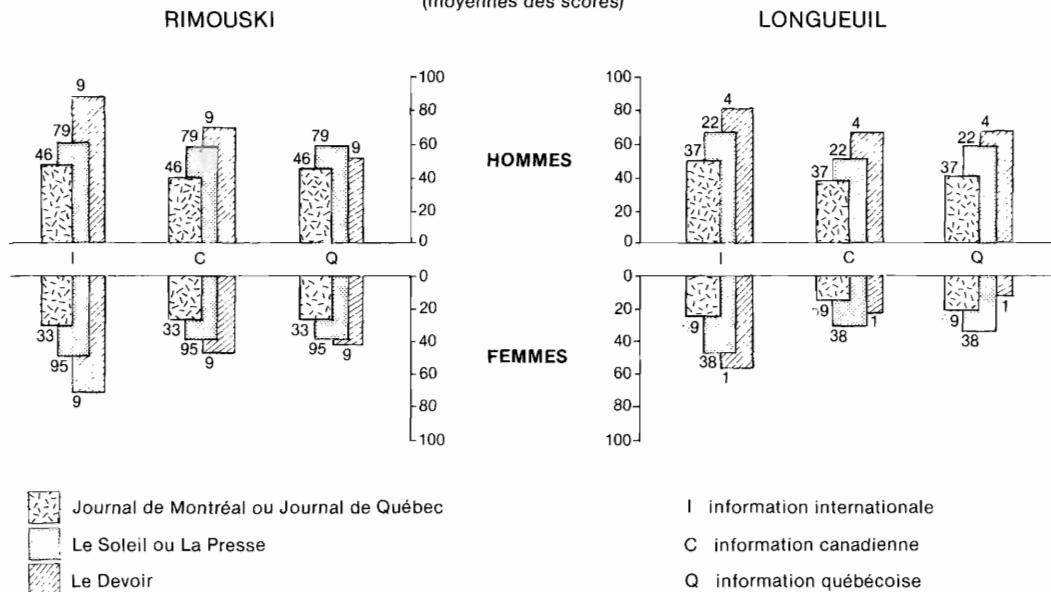 (moyennes des scores)
RIMOUSKI LONGUEUIL
9 79 46 9 79 46 79 46 9
100 80 60 40 20 0
HOMMES
100 80 60 40 20 0
4 22 37 4 22 37 4 22 37
I C Q
I C Q
33 95 9 33 95 9 33 95 9
0 20 40 60 80 100
FEMMES
0 20 40 60 80 100
9 38 1 9 38 1 9 38 1
Journal de Montréal ou Journal de Québec
Le Soleil ou La Presse
Le Devoir
I information internationale
C information canadienne
Q information québécoise